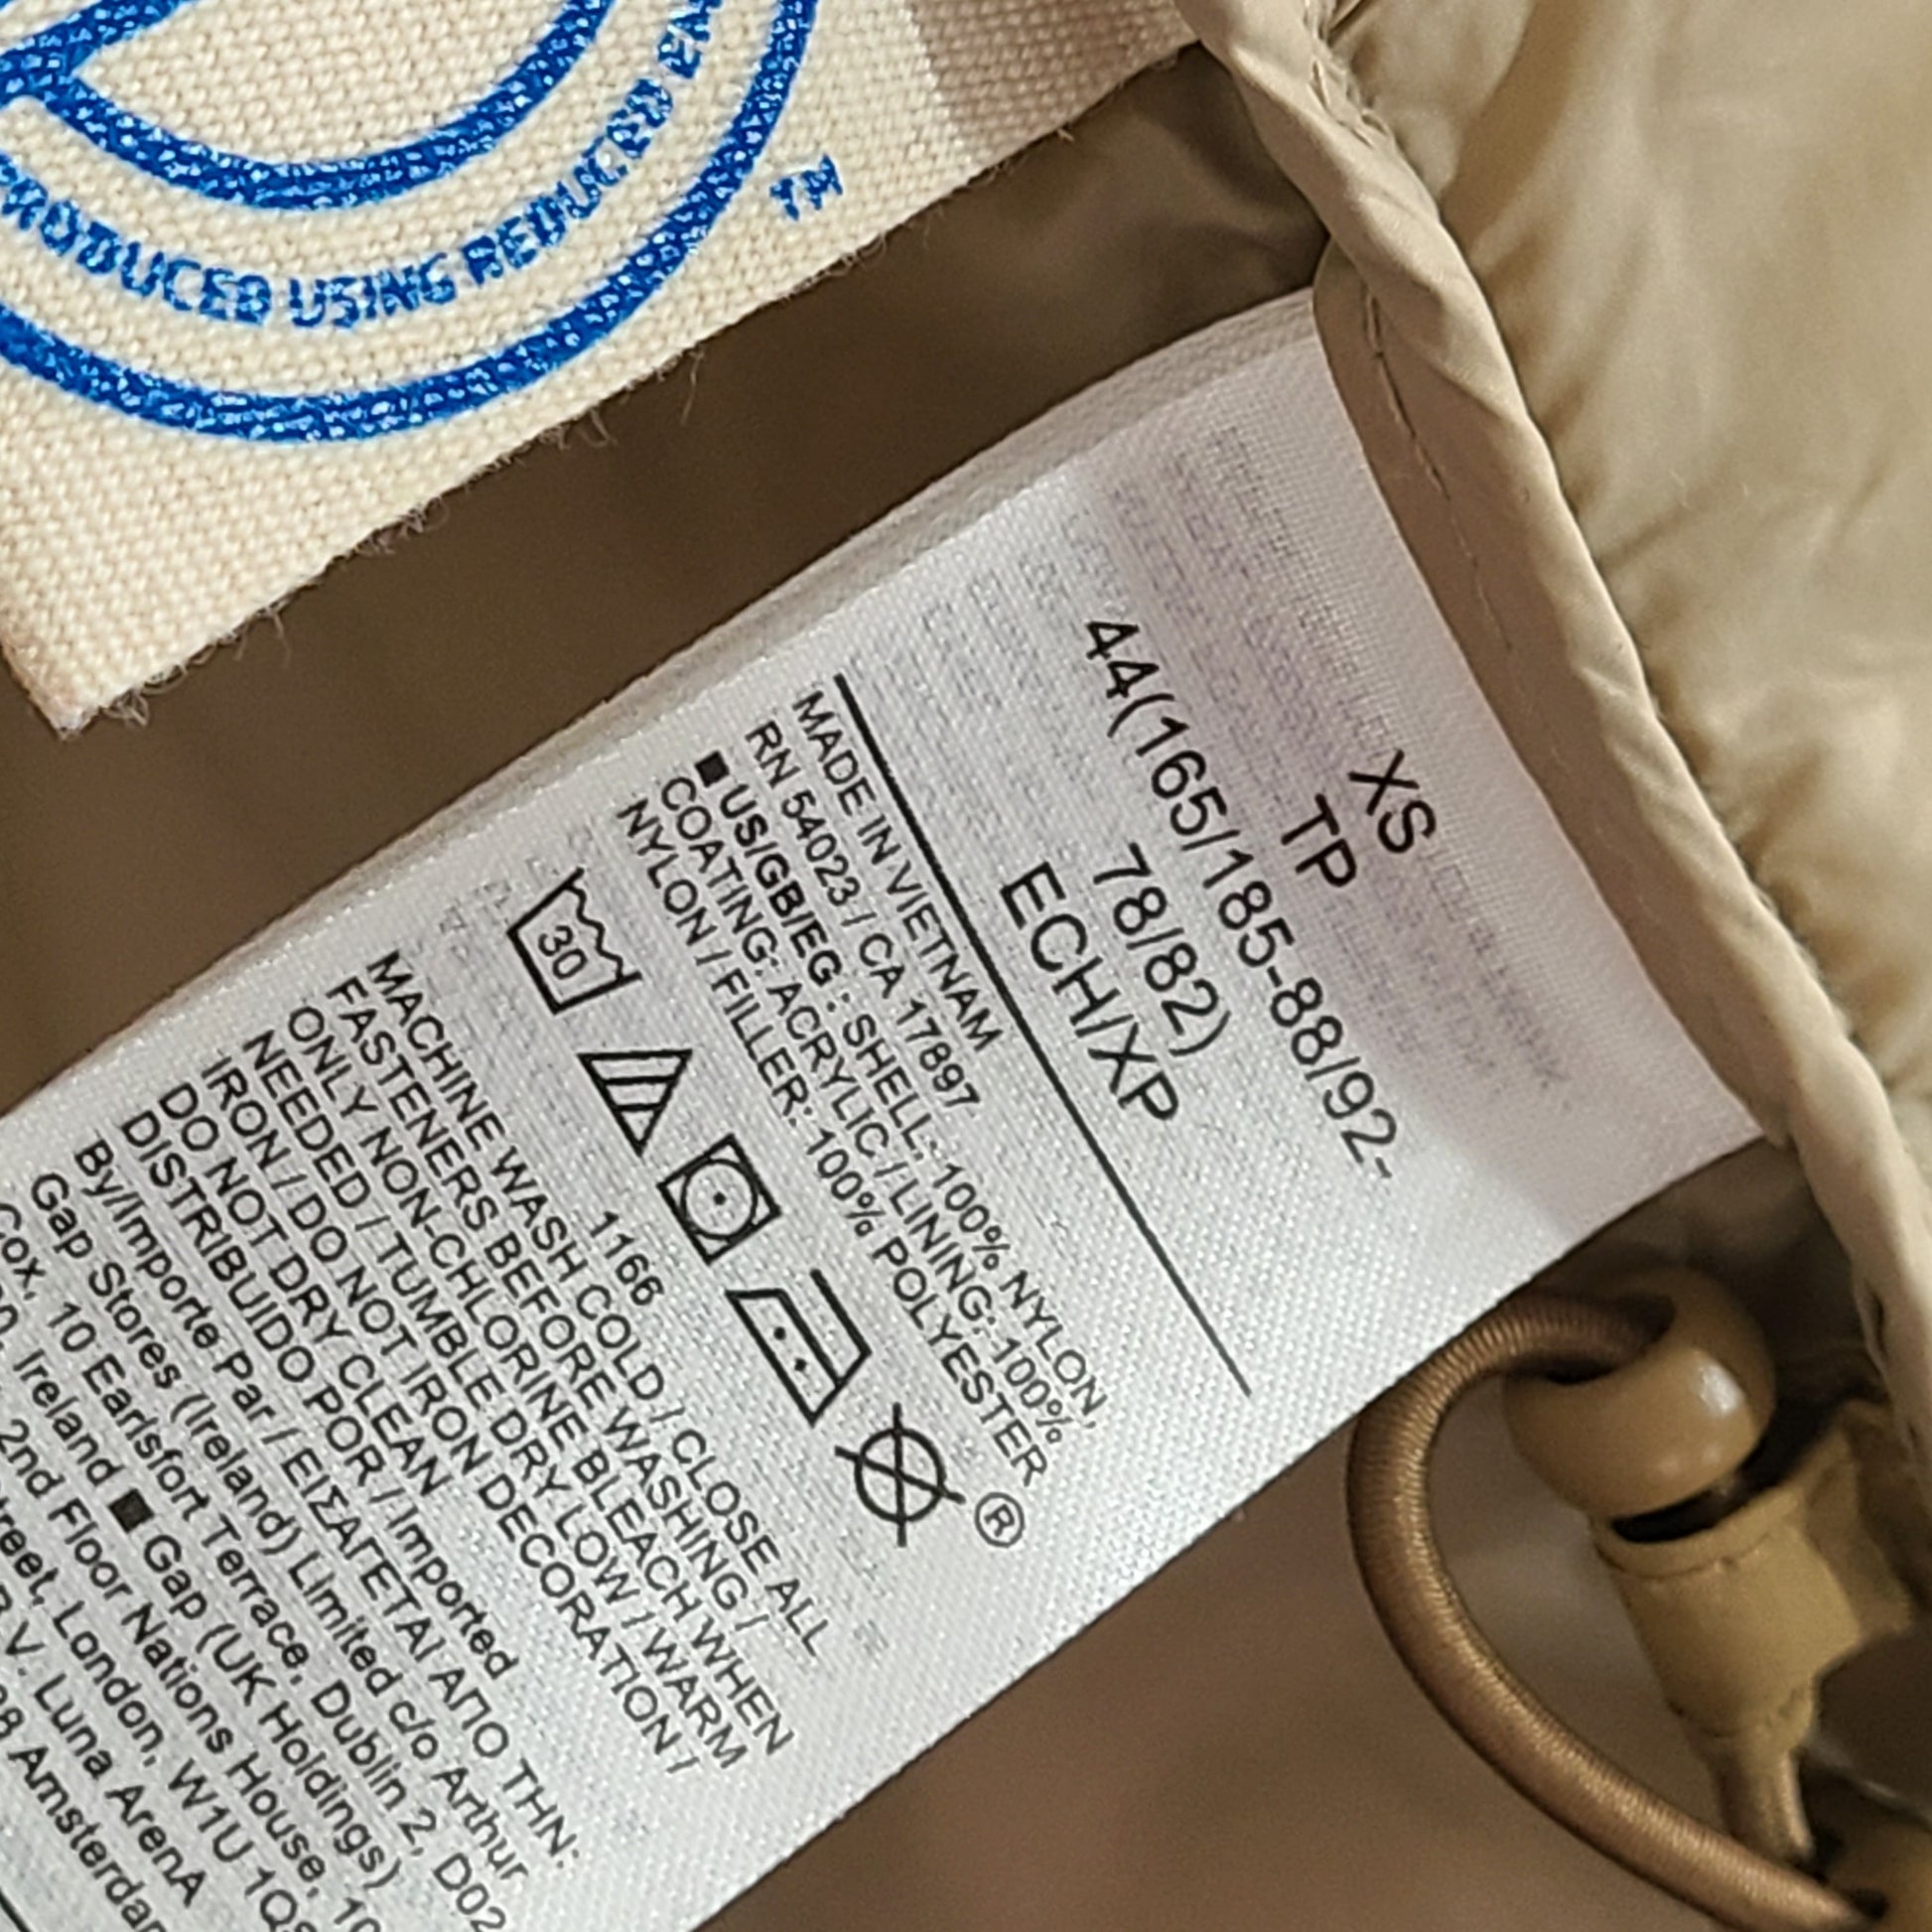 PRODUCED USING REDUCED
TM
XS
TP
44(165/185-88/92-
78/82)
ECH/XP
MADE IN VIETNAM
RN 54023 / CA 17897
■ US/GB/EG : SHELL: 100% NYLON,
COATING: ACRYLIC / LINING: 100%
NYLON / FILLER: 100% POLYESTER
30
®
1166
MACHINE WASH COLD / CLOSE ALL
FASTENERS BEFORE WASHING /
ONLY NON-CHLORINE BLEACH WHEN
NEEDED / TUMBLE DRY LOW / WARM
IRON / DO NOT IRON DECORATION /
DO NOT DRY CLEAN
DISTRIBUIDO POR / Imported
By/Importe Par / ΕΙΣΑΓΕΤΑΙ ΑΠΟ ΤΗΝ:
Gap Stores (Ireland) Limited c/o Arthur
Cox, 10 Earlsfort Terrace, Dublin 2, D02
Ireland ■ Gap (UK Holdings)
2nd Floor Nations House, 10
London, W1U 1QS
B.V. Luna ArenA
Amsterdam